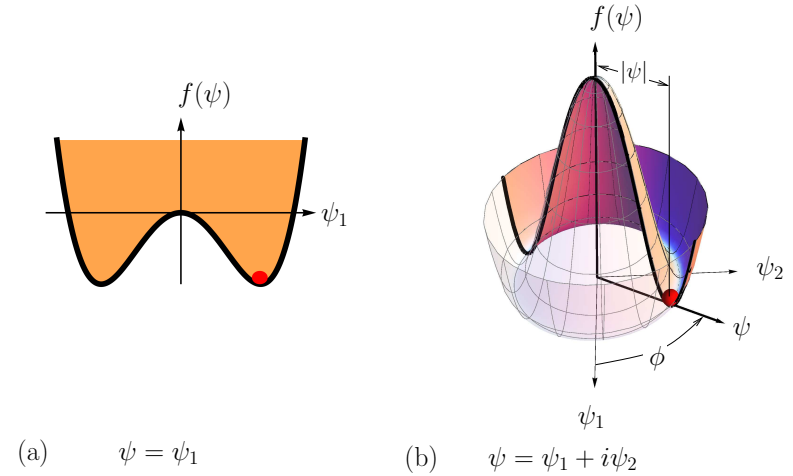 f(ψ)
ψ₁
(a) ψ = ψ₁
f(ψ)
|ψ|
ψ₂
ψ
ϕ
ψ₁
(b) ψ = ψ₁ + iψ₂